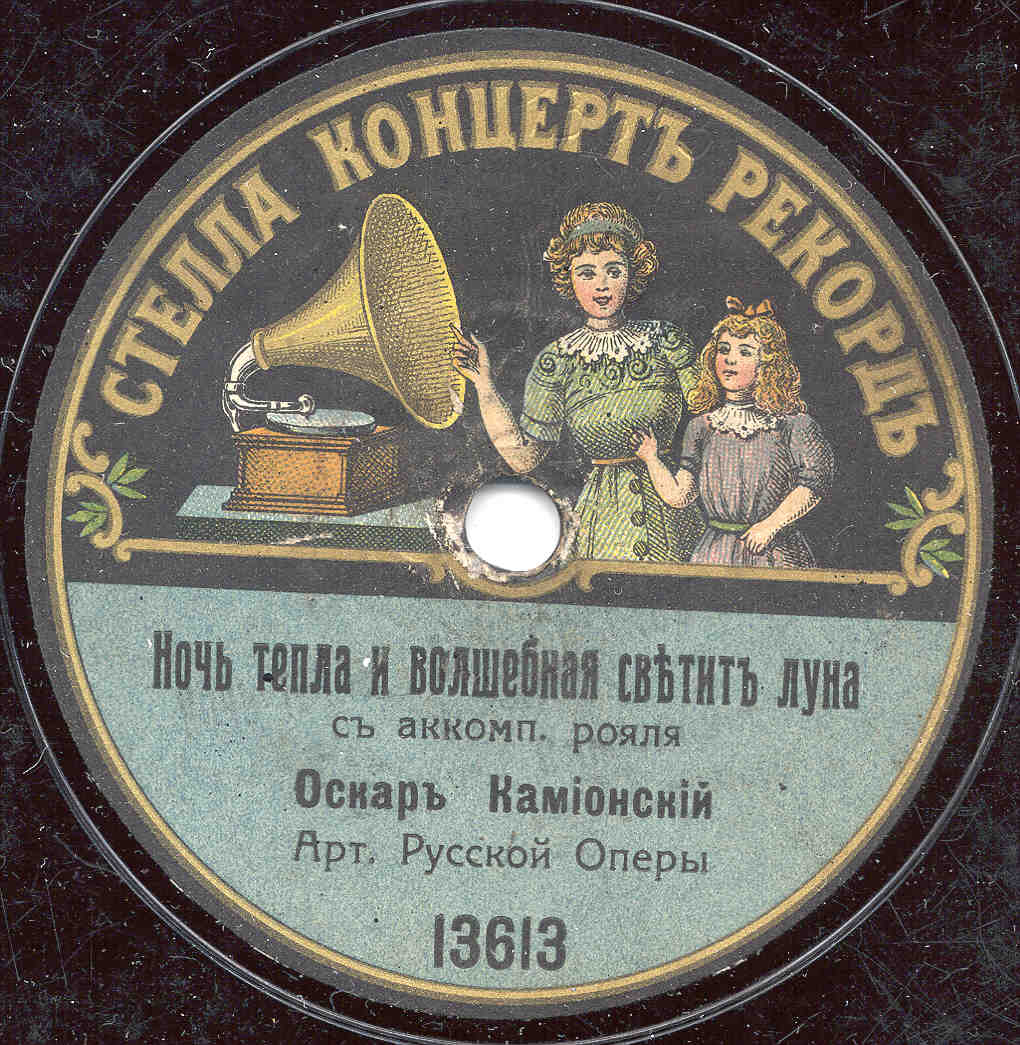 СТЕЛЛА КОНЦЕРТЪ РЕКОРДЪ
Ночь тепла и волшебная свѣтитъ луна
съ аккомп. рояля
Оскаръ Каміонскій
Арт. Русской Оперы
13613